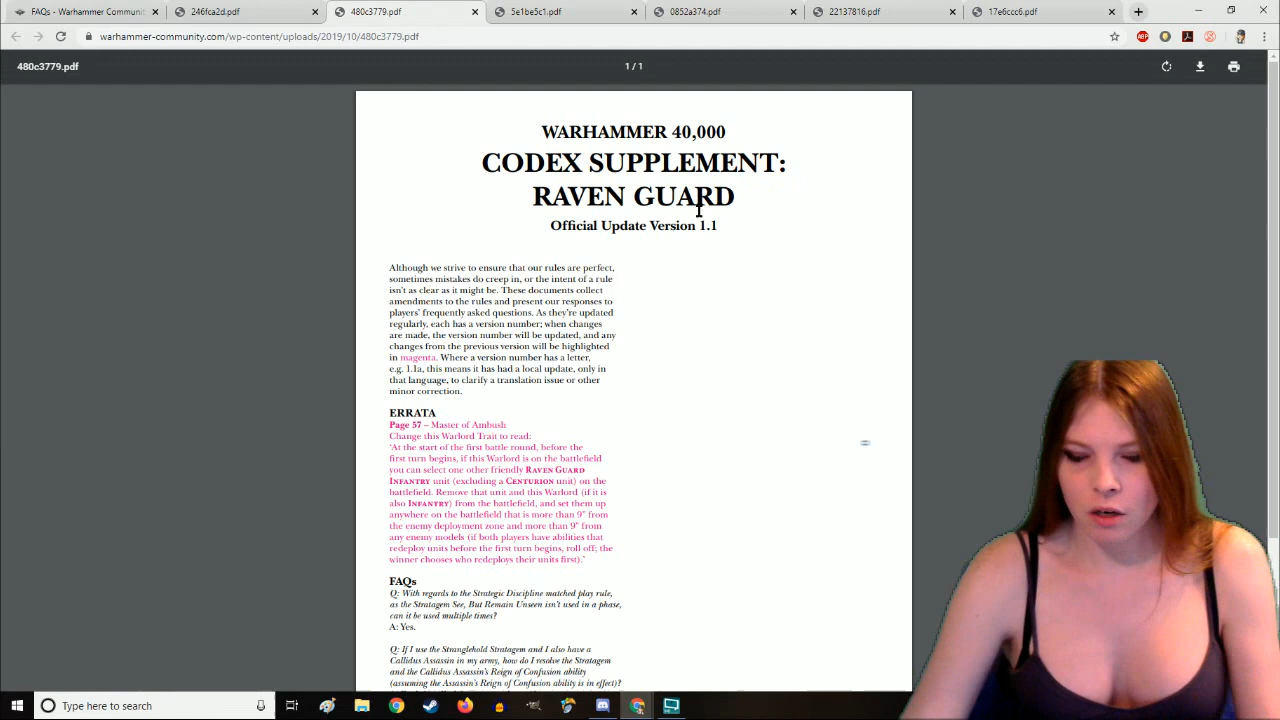 FAQs - Warhammer Communit
246fca2d.pdf
480c3779.pdf
5e1be5c1.pdf
0852a374.pdf
22137816.pdf
17e6ccc6.pdf
warhammer-community.com/wp-content/uploads/2019/10/480c3779.pdf
ABP
480c3779.pdf
1 / 1
WARHAMMER 40,000
CODEX SUPPLEMENT:
RAVEN GUARD
Official Update Version 1.1
Although we strive to ensure that our rules are perfect,
sometimes mistakes do creep in, or the intent of a rule
isn't as clear as it might be. These documents collect
amendments to the rules and present our responses to
players' frequently asked questions. As they're updated
regularly, each has a version number; when changes
are made, the version number will be updated, and any
changes from the previous version will be highlighted
in magenta. Where a version number has a letter,
e.g. 1.1a, this means it has had a local update, only in
that language, to clarify a translation issue or other
minor correction.
ERRATA
Page 57 – Master of Ambush
Change this Warlord Trait to read:
'At the start of the first battle round, before the
first turn begins, if this Warlord is on the battlefield
you can select one other friendly RAVEN GUARD
INFANTRY unit (excluding a CENTURION unit) on the
battlefield. Remove that unit and this Warlord (if it is
also INFANTRY) from the battlefield, and set them up
anywhere on the battlefield that is more than 9" from
the enemy deployment zone and more than 9" from
any enemy models (if both players have abilities that
redeploy units before the first turn begins, roll off; the
winner chooses who redeploys their units first).'
FAQs
Q: With regards to the Strategic Discipline matched play rule,
as the Stratagem See, But Remain Unseen isn't used in a phase,
can it be used multiple times?
A: Yes.
Q: If I use the Stranglehold Stratagem and I also have a
Callidus Assassin in my army, how do I resolve the Stratagem
and the Callidus Assassin's Reign of Confusion ability
(assuming the Assassin's Reign of Confusion ability is in effect)?
Type here to search